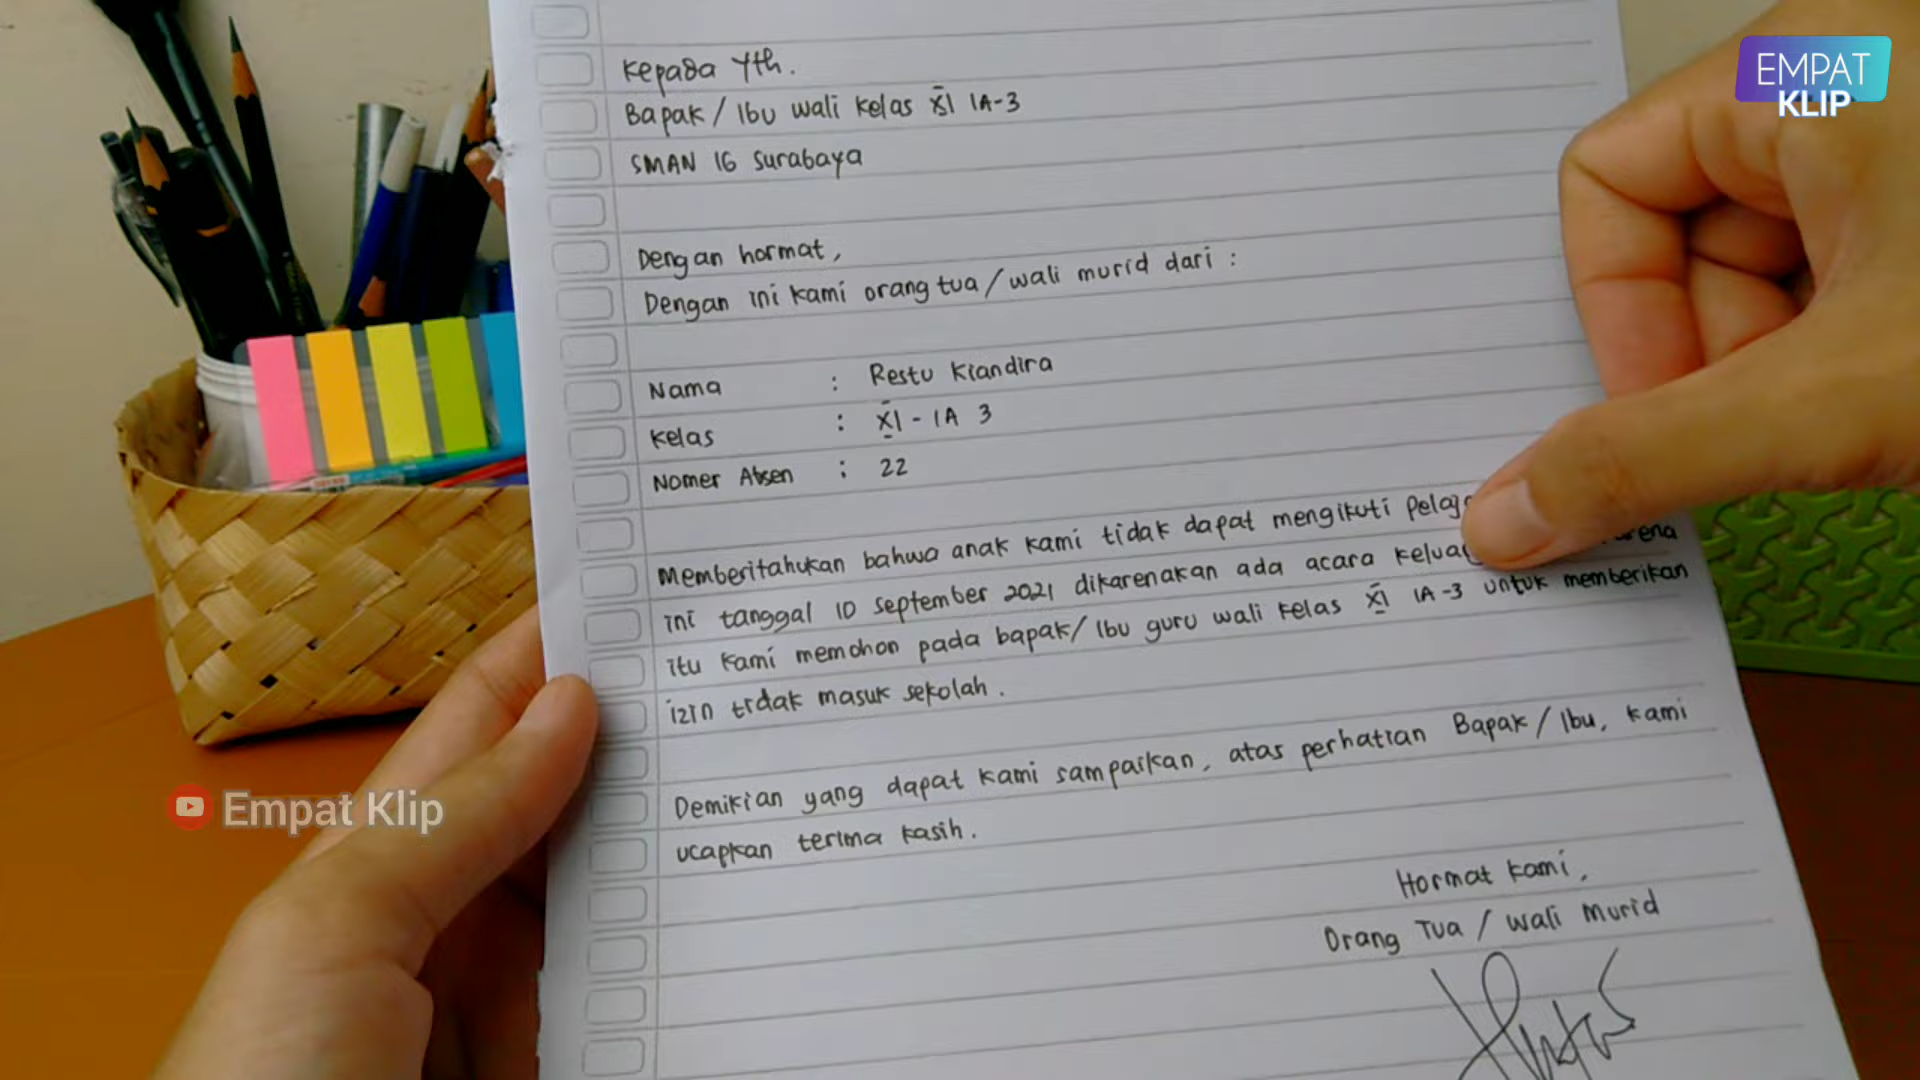 EMPAT
KLIP
Kepada Yth.
Bapak / Ibu wali kelas XI IA-3
SMAN 16 Surabaya
Dengan hormat,
Dengan ini kami orang tua / wali murid dari :
Nama : Restu Kiandira
Kelas : XI - IA 3
Nomer Absen : 22
Memberitahukan bahwa anak kami tidak dapat mengikuti
ini tanggal 10 september 2021 dikarenakan ada acara
itu kami memohon pada bapak/ Ibu guru wali kelas XI IA-3 untuk memberikan
izin tidak masuk sekolah.
Demikian yang dapat kami sampaikan, atas perhatian Bapak / Ibu, kami
ucapkan terima kasih.
Hormat kami,
Orang Tua / wali Murid
Empat Klip